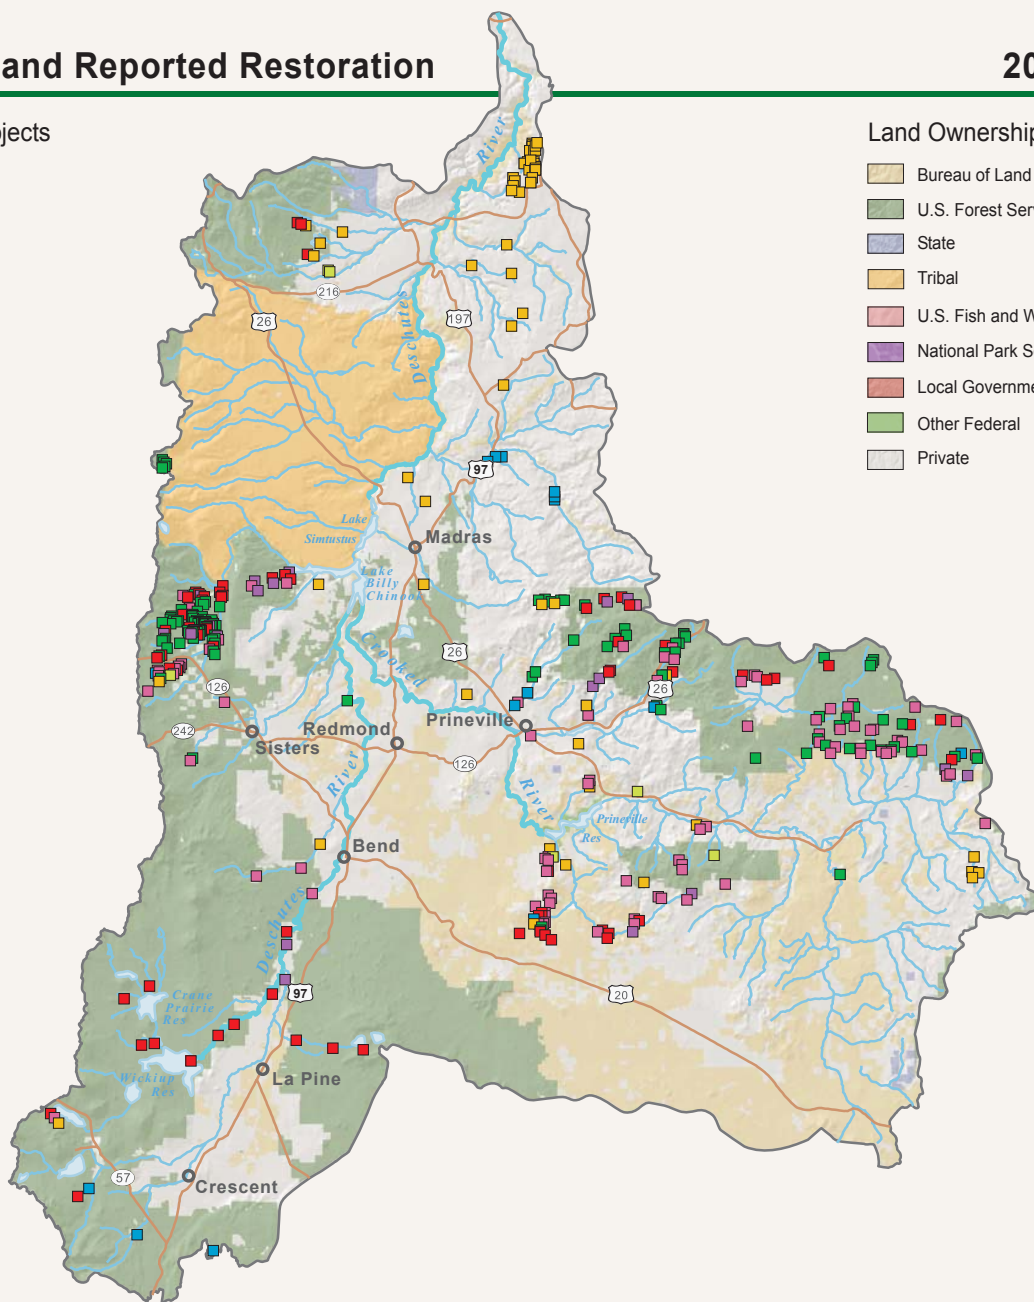 and Reported Restoration
20
ojects
Land Ownership
Bureau of Land
U.S. Forest Serv
State
Tribal
U.S. Fish and W
National Park S
Local Governme
Other Federal
Private
River
216
26
197
Deschutes
97
Lake
Simtustus
Madras
Lake
Billy
Chinook
Crooked
26
26
126
242
Sisters
Redmond
Prineville
126
River
River
Prineville
Res
Bend
Deschutes
97
20
Crane
Prairie
Res
Wickiup
Res
La Pine
57
Crescent